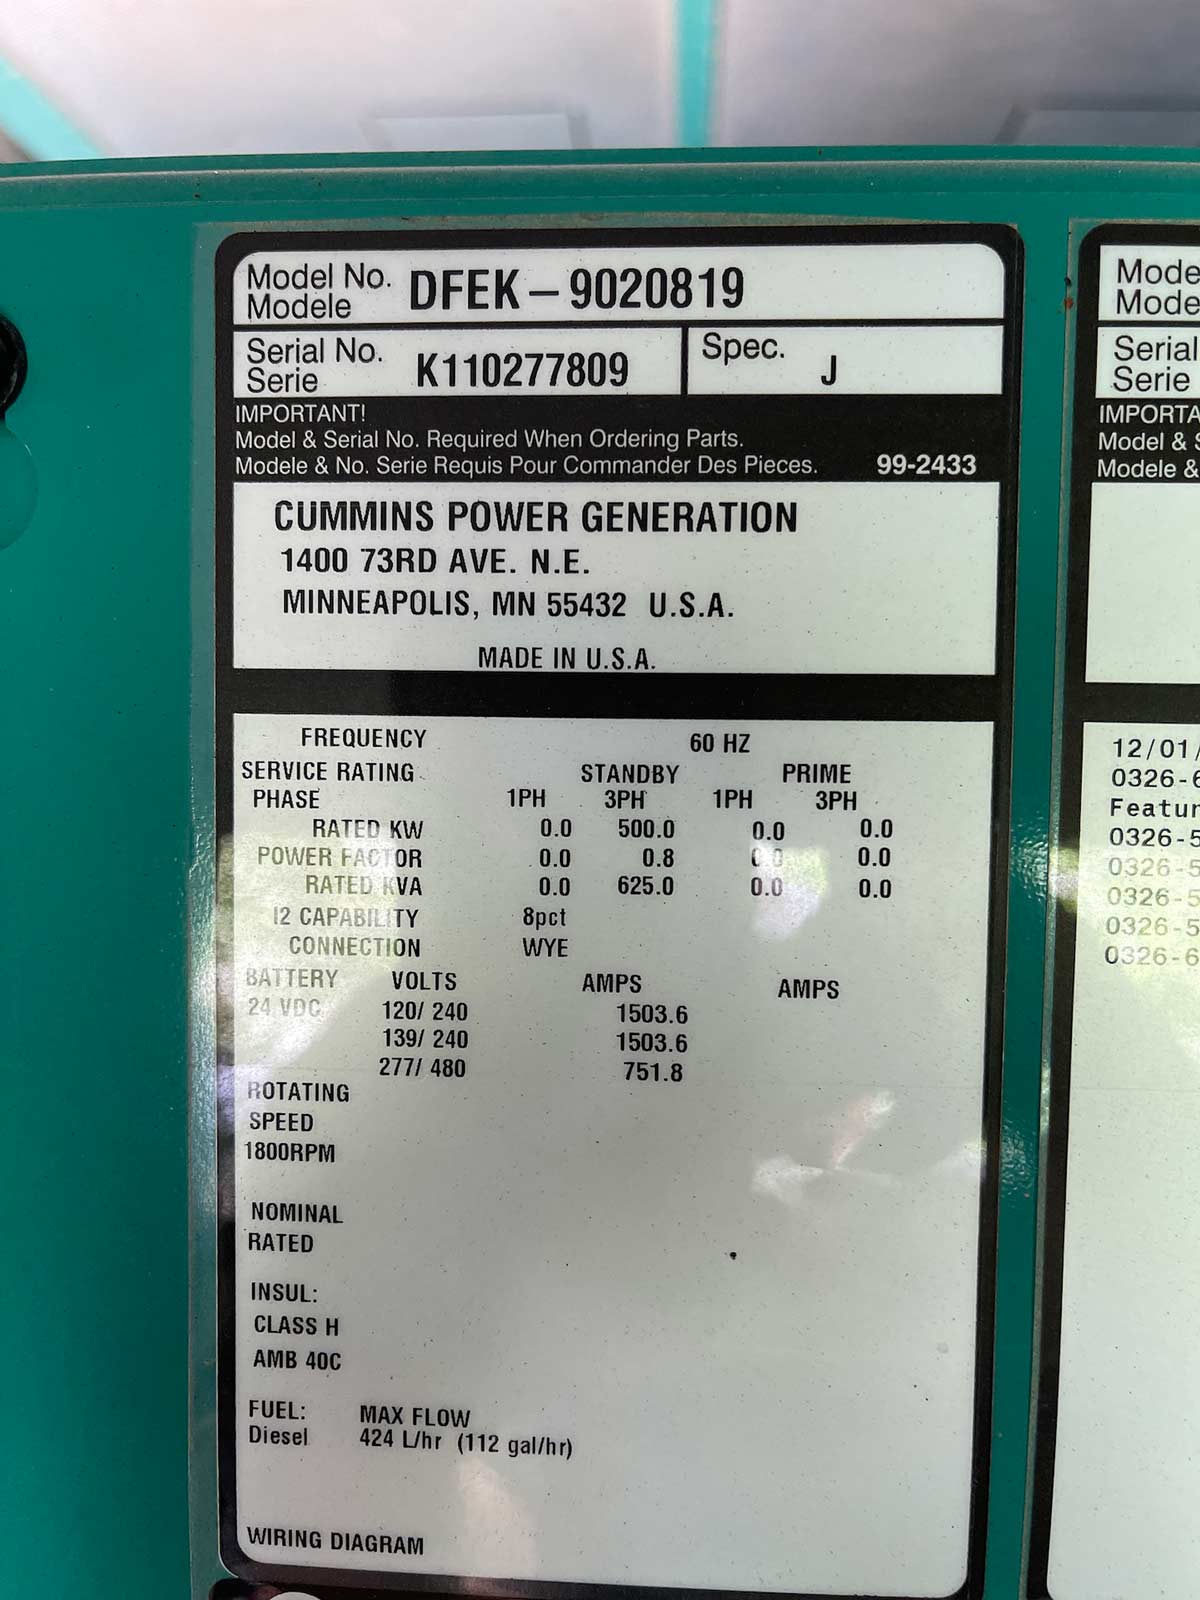 Model No. DFEK-9020819
Modele
Serial No. K110277809
Serie
Spec. J
IMPORTANT!
Model & Serial No. Required When Ordering Parts.
Modele & No. Serie Requis Pour Commander Des Pieces. 99-2433
CUMMINS POWER GENERATION
1400 73RD AVE. N.E.
MINNEAPOLIS, MN 55432 U.S.A.
MADE IN U.S.A.
FREQUENCY 60 HZ
SERVICE RATING STANDBY PRIME
PHASE 1PH 3PH 1PH 3PH
RATED KW 0.0 500.0 0.0 0.0
POWER FACTOR 0.0 0.8 0.0 0.0
RATED KVA 0.0 625.0 0.0 0.0
I2 CAPABILITY 8pct
CONNECTION WYE
BATTERY VOLTS AMPS AMPS
24 VDC 120/ 240 1503.6
139/ 240 1503.6
277/ 480 751.8
ROTATING
SPEED
1800RPM
NOMINAL
RATED
INSUL:
CLASS H
AMB 40C
FUEL: MAX FLOW
Diesel 424 L/hr (112 gal/hr)
WIRING DIAGRAM
Mode
Mode
Serial
Serie
IMPORTA
Model &
Modele &
12/01/
0326-6
Featur
0326-5
0326-5
0326-5
0326-5
0326-6